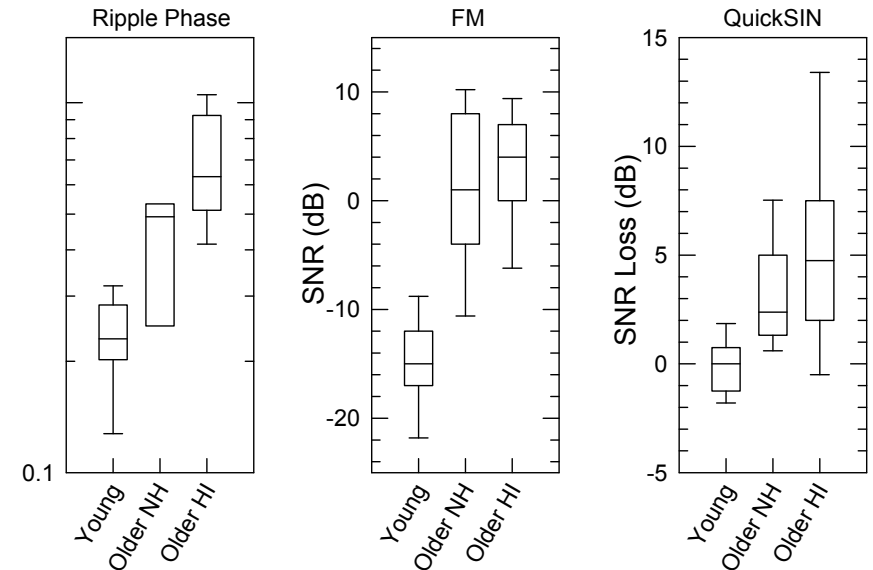 Ripple Phase
0.1
Young
Older NH
Older HI
FM
SNR (dB)
10
0
-10
-20
Young
Older NH
Older HI
QuickSIN
SNR Loss (dB)
15
10
5
0
-5
Young
Older NH
Older HI